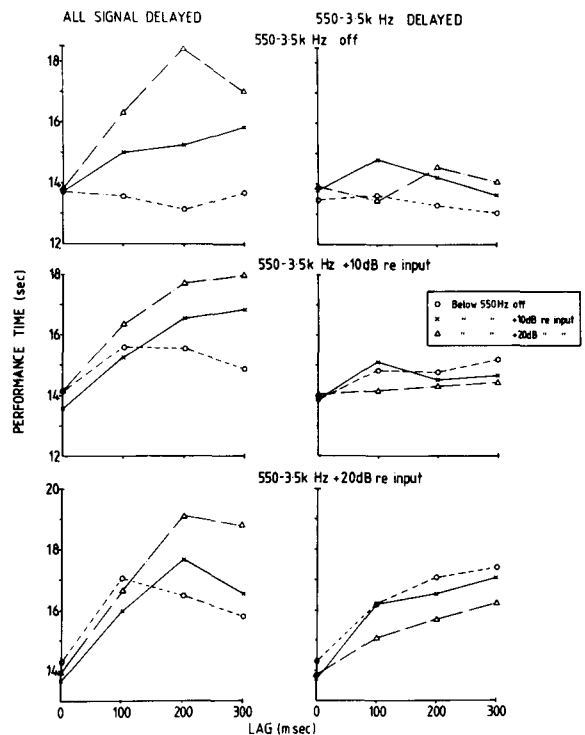 ALL SIGNAL DELAYED
550-3·5k Hz DELAYED
550-3·5k Hz off
18
16
14
12
550-3·5k Hz +10dB re input
18
16
14
12
PERFORMANCE TIME (sec)
○ Below 550Hz off
× " " +10dB re input
△ " " +20dB " "
550-3·5k Hz +20dB re input
20
18
16
14
0 100 200 300
0 100 200 300
LAG (msec)